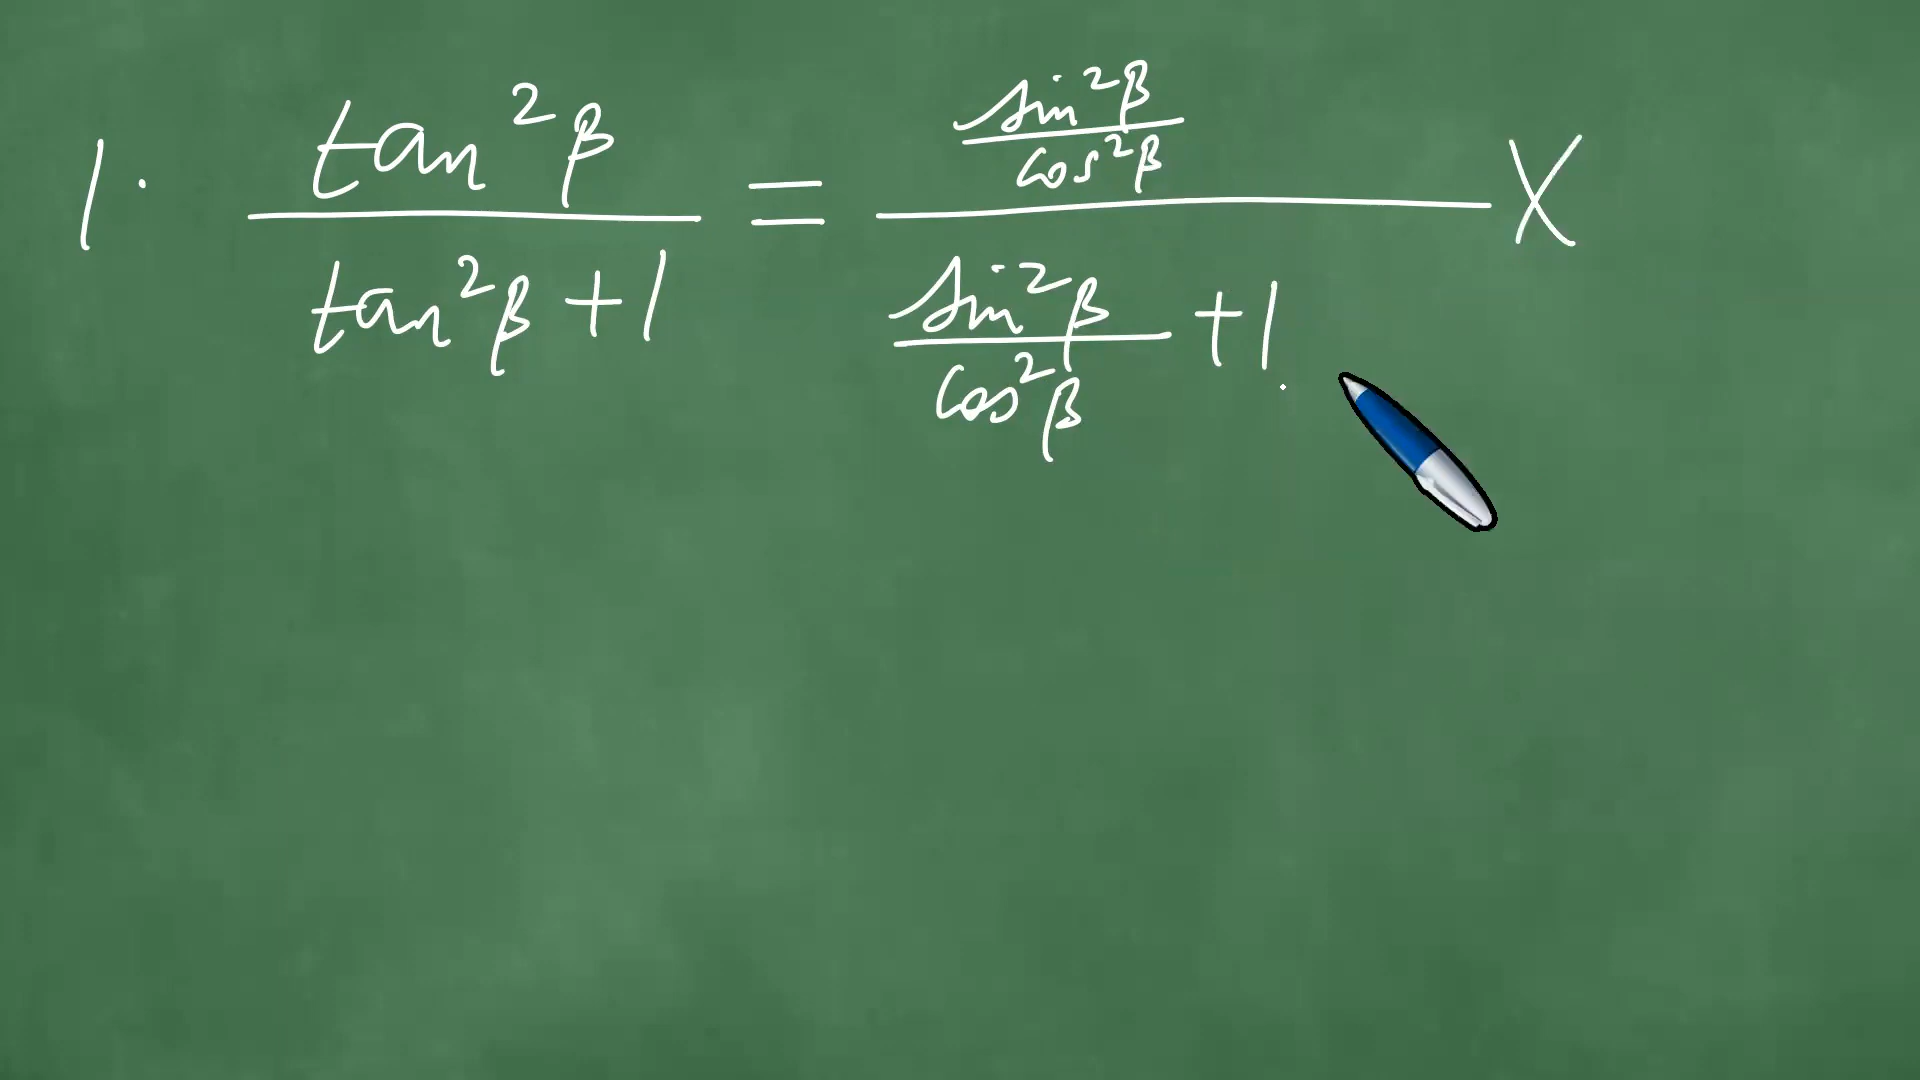 1. tan²β / (tan²β + 1) = (sin²β / cos²β) / (sin²β / cos²β + 1) ×